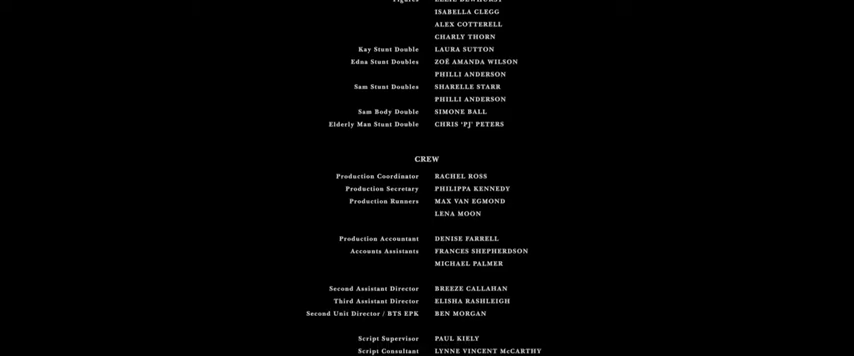 Figures ELLIE DEWHURST
ISABELLA CLEGG
ALEX COTTERELL
CHARLY THORN
Kay Stunt Double LAURA SUTTON
Edna Stunt Doubles ZOË AMANDA WILSON
PHILLI ANDERSON
Sam Stunt Doubles SHARELLE STARR
PHILLI ANDERSON
Sam Body Double SIMONE BALL
Elderly Man Stunt Double CHRIS ‘PJ’ PETERS
CREW
Production Coordinator RACHEL ROSS
Production Secretary PHILIPPA KENNEDY
Production Runners MAX VAN EGMOND
LENA MOON
Production Accountant DENISE FARRELL
Accounts Assistants FRANCES SHEPHERDSON
MICHAEL PALMER
Second Assistant Director BREEZE CALLAHAN
Third Assistant Director ELISHA RASHLEIGH
Second Unit Director / BTS EPK BEN MORGAN
Script Supervisor PAUL KIELY
Script Consultant LYNNE VINCENT McCARTHY